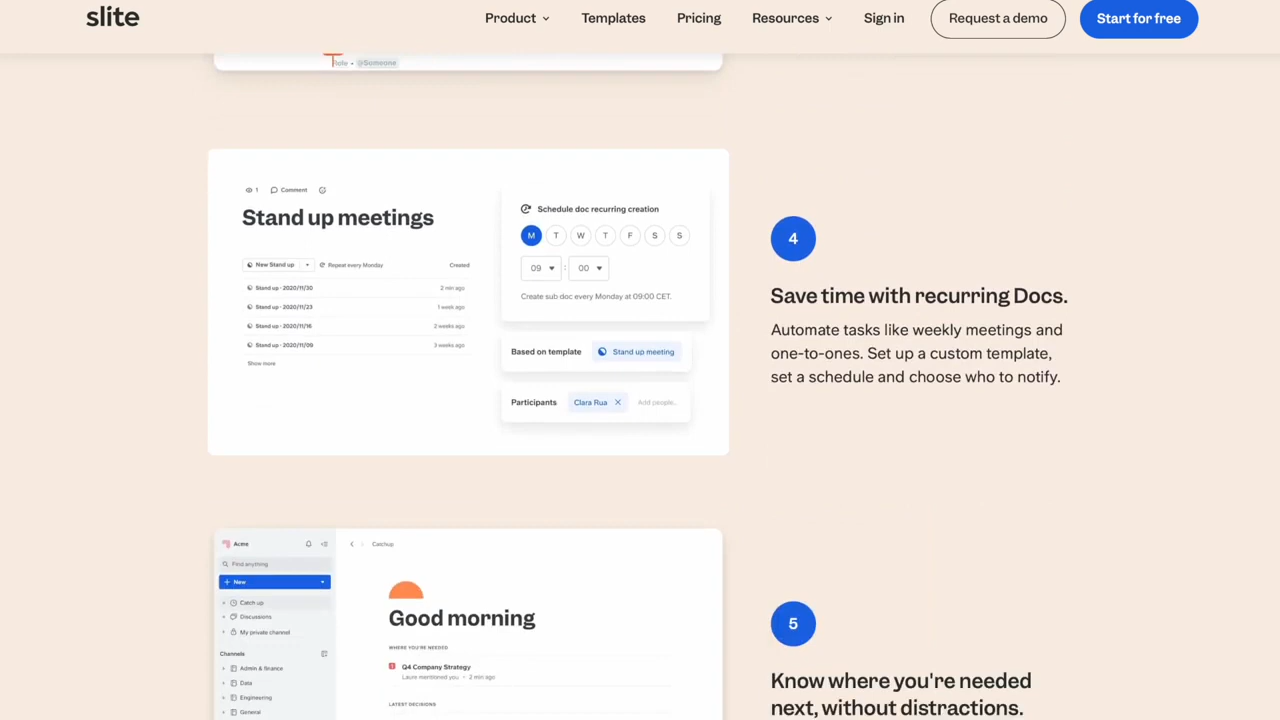 slite
Product
Templates
Pricing
Resources
Sign in
Request a demo
Start for free
Role • @Someone
1
Comment
Stand up meetings
New Stand up
Repeat every Monday
Created
Stand up - 2020/11/30
2 min ago
Stand up - 2020/11/23
1 week ago
Stand up - 2020/11/16
2 weeks ago
Stand up - 2020/11/09
3 weeks ago
Show more
Schedule doc recurring creation
M T W T F S S
09 : 00
Create sub doc every Monday at 09:00 CET.
Based on template
Stand up meeting
Participants
Clara Rua
Add people...
4
Save time with recurring Docs.
Automate tasks like weekly meetings and
one-to-ones. Set up a custom template,
set a schedule and choose who to notify.
Acme
Find anything
New
Catch up
Discussions
My private channel
Channels
Admin & finance
Data
Engineering
General
Catchup
Good morning
WHERE YOU'RE NEEDED
1
Q4 Company Strategy
Laure mentioned you • 2 min ago
LATEST DECISIONS
5
Know where you're needed
next, without distractions.